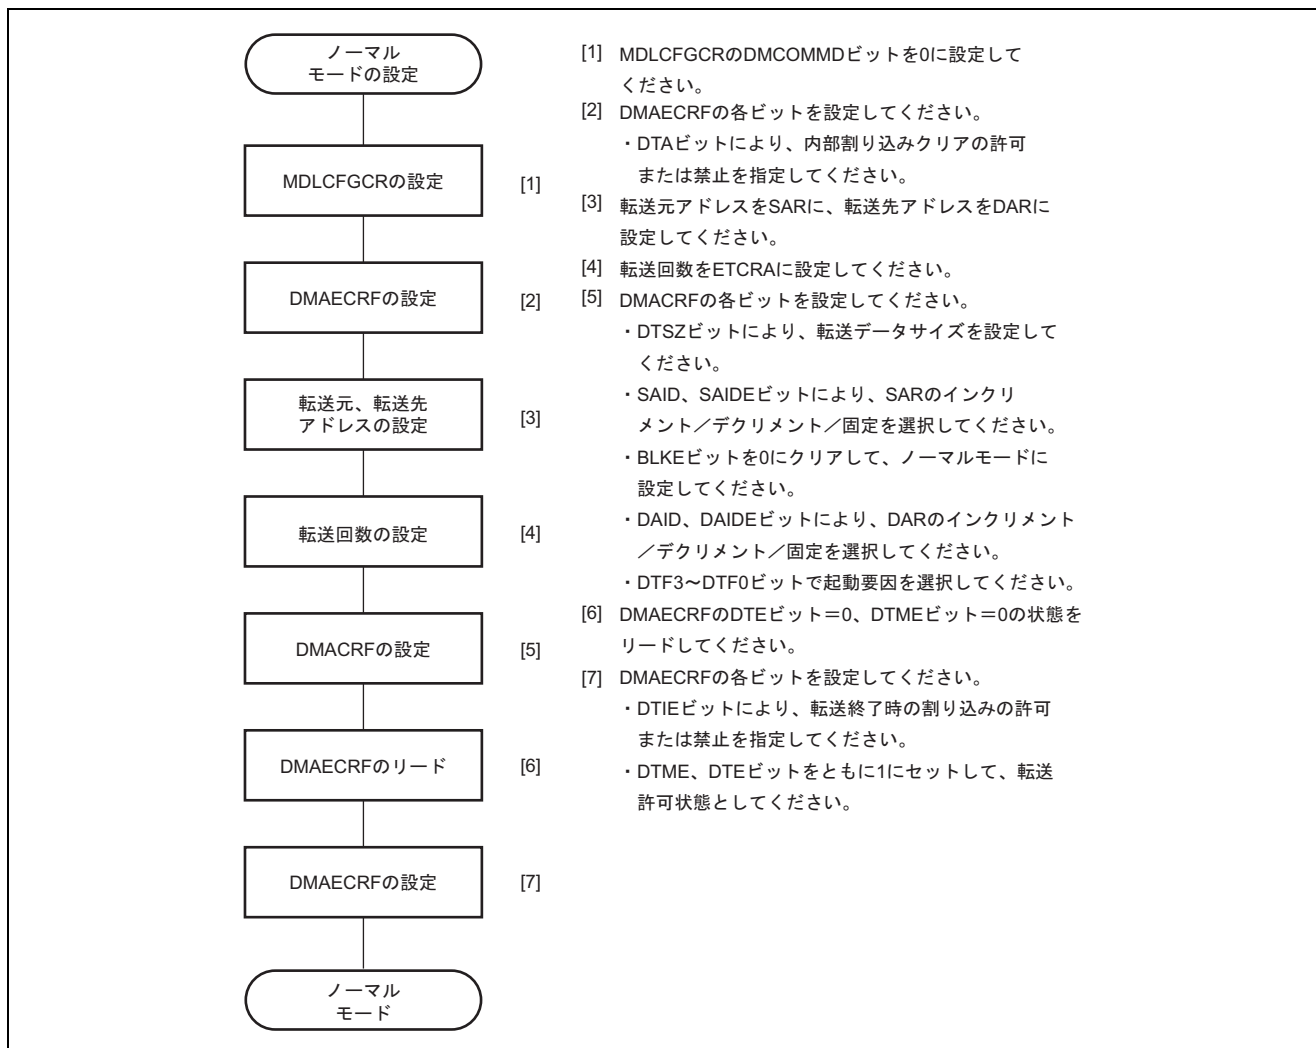 ノーマル
モードの設定
MDLCFGCRの設定
[1]
DMAECRFの設定
[2]
転送元、転送先
アドレスの設定
[3]
転送回数の設定
[4]
DMACRFの設定
[5]
DMAECRFのリード
[6]
DMAECRFの設定
[7]
ノーマル
モード
[1] MDLCFGCRのDMCOMMDビットを0に設定して
ください。
[2] DMAECRFの各ビットを設定してください。
・DTAビットにより、内部割り込みクリアの許可
または禁止を指定してください。
[3] 転送元アドレスをSARに、転送先アドレスをDARに
設定してください。
[4] 転送回数をETCRAに設定してください。
[5] DMACRFの各ビットを設定してください。
・DTSZビットにより、転送データサイズを設定して
ください。
・SAID、SAIDEビットにより、SARのインクリ
メント／デクリメント／固定を選択してください。
・BLKEビットを0にクリアして、ノーマルモードに
設定してください。
・DAID、DAIDEビットにより、DARのインクリメント
／デクリメント／固定を選択してください。
・DTF3～DTF0ビットで起動要因を選択してください。
[6] DMAECRFのDTEビット＝0、DTMEビット＝0の状態を
リードしてください。
[7] DMAECRFの各ビットを設定してください。
・DTIEビットにより、転送終了時の割り込みの許可
または禁止を指定してください。
・DTME、DTEビットをともに1にセットして、転送
許可状態としてください。